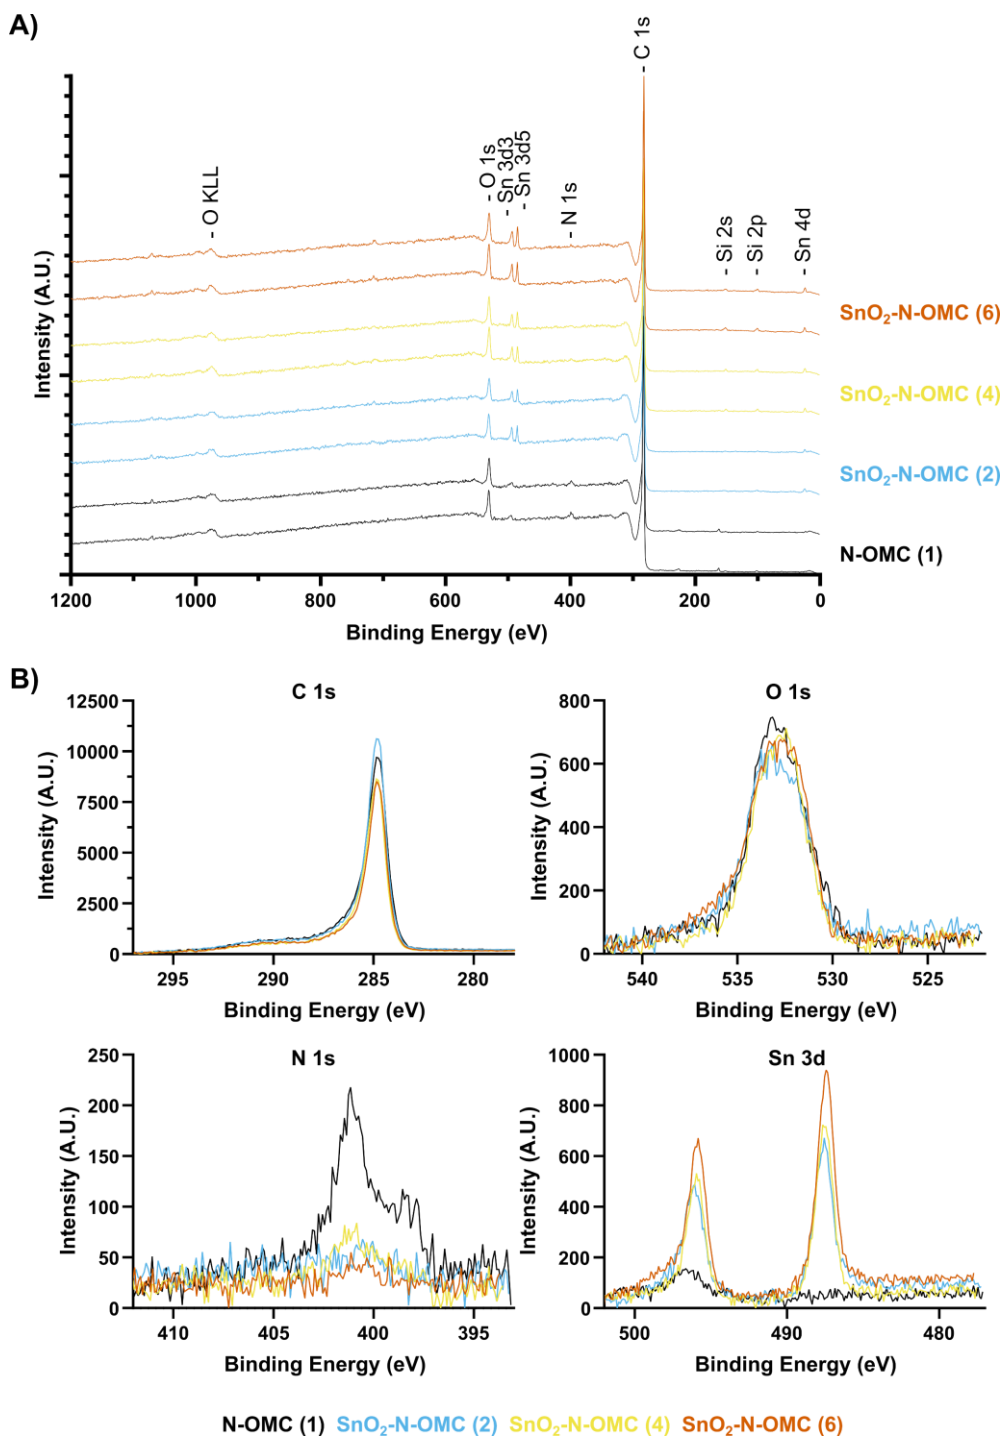 A)
C 1s
O KLL
O 1s
Sn 3d3
Sn 3d5
N 1s
Si 2s
Si 2p
Sn 4d
Intensity (A.U.)
SnO₂-N-OMC (6)
SnO₂-N-OMC (4)
SnO₂-N-OMC (2)
N-OMC (1)
1200 1000 800 600 400 200 0
Binding Energy (eV)
B)
C 1s
12500
10000
7500
5000
2500
0
Intensity (A.U.)
295 290 285 280
Binding Energy (eV)
O 1s
800
600
400
200
0
Intensity (A.U.)
540 535 530 525
Binding Energy (eV)
N 1s
250
200
150
100
50
0
Intensity (A.U.)
410 405 400 395
Binding Energy (eV)
Sn 3d
1000
800
600
400
200
0
Intensity (A.U.)
500 490 480
Binding Energy (eV)
N-OMC (1) SnO₂-N-OMC (2) SnO₂-N-OMC (4) SnO₂-N-OMC (6)